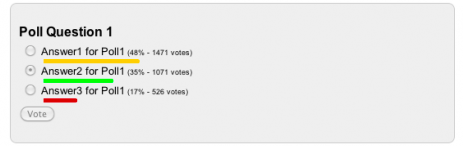 Poll Question 1
Answer1 for Poll1 (48% - 1471 votes)
Answer2 for Poll1 (35% - 1071 votes)
Answer3 for Poll1 (17% - 526 votes)
Vote